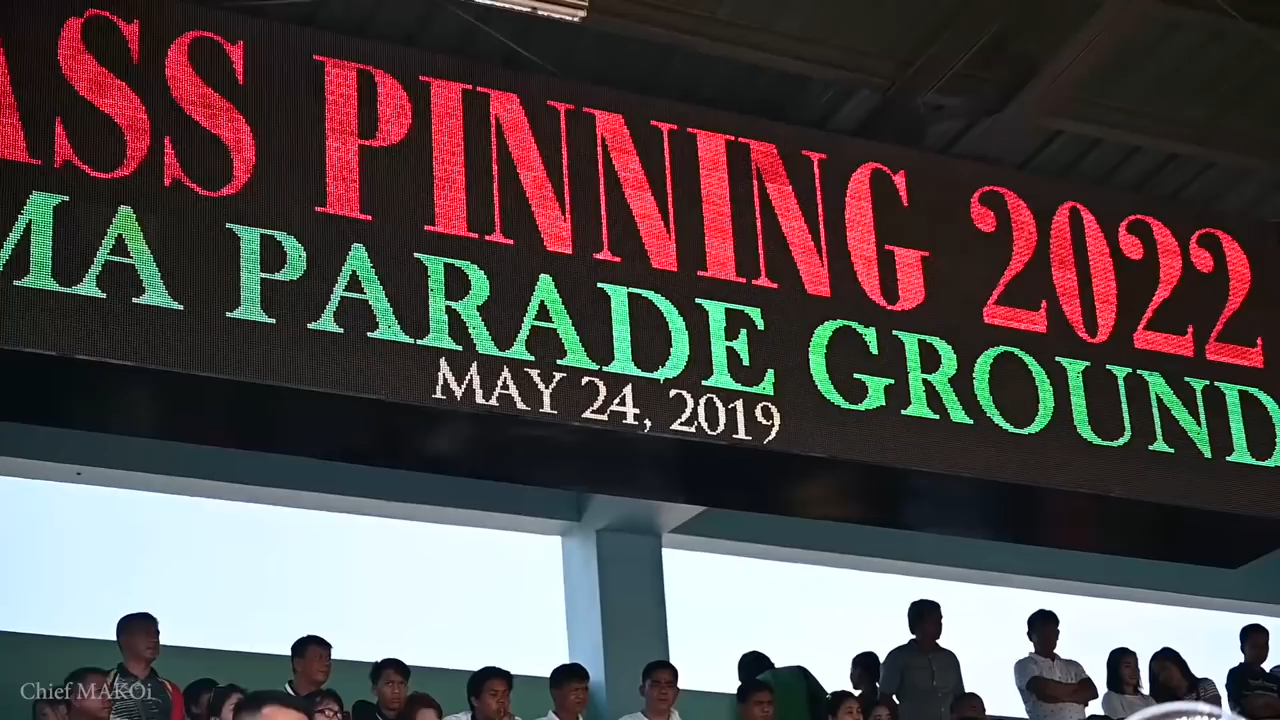 ASS PINNING 2022
MA PARADE GROUND
MAY 24, 2019
Chief MAKOi